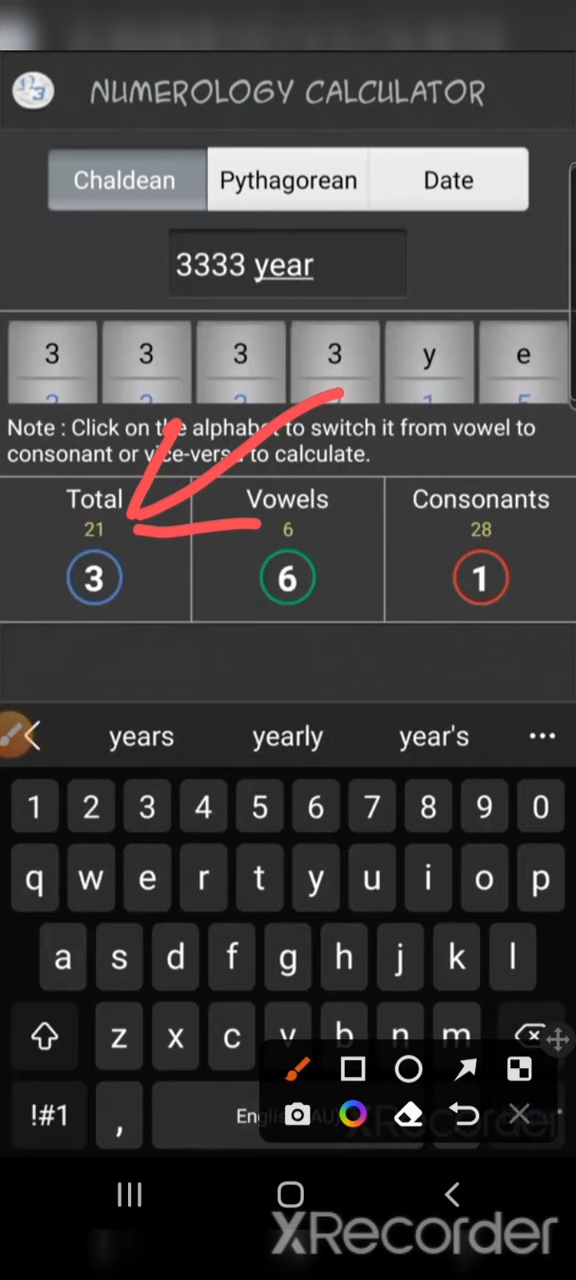 NUMEROLOGY CALCULATOR
Chaldean Pythagorean Date
3333 year
3 3 3 3 y e
Note : Click on the alphabet to switch it from vowel to
consonant or vice-versa to calculate.
Total Vowels Consonants
21 6 28
3 6 1
years yearly year's ...
1 2 3 4 5 6 7 8 9 0
q w e r t y u i o p
a s d f g h j k l
z x c v b n m
!#1 ,
XRecorder
XRecorder